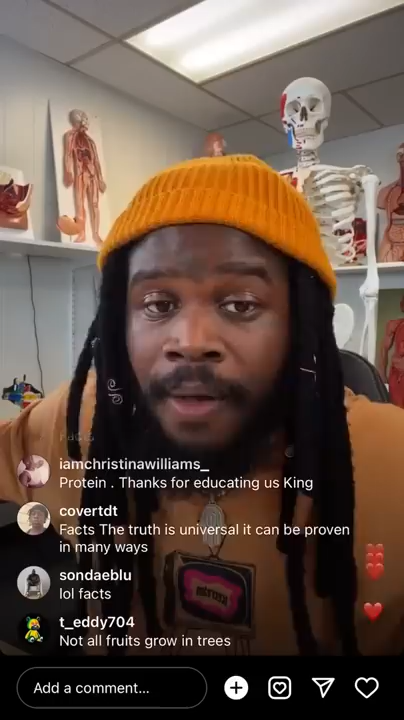 iamchristinawilliams_
Protein . Thanks for educating us King
covertdt
Facts The truth is universal it can be proven
in many ways
sondaeblu
lol facts
t_eddy704
Not all fruits grow in trees
Add a comment...